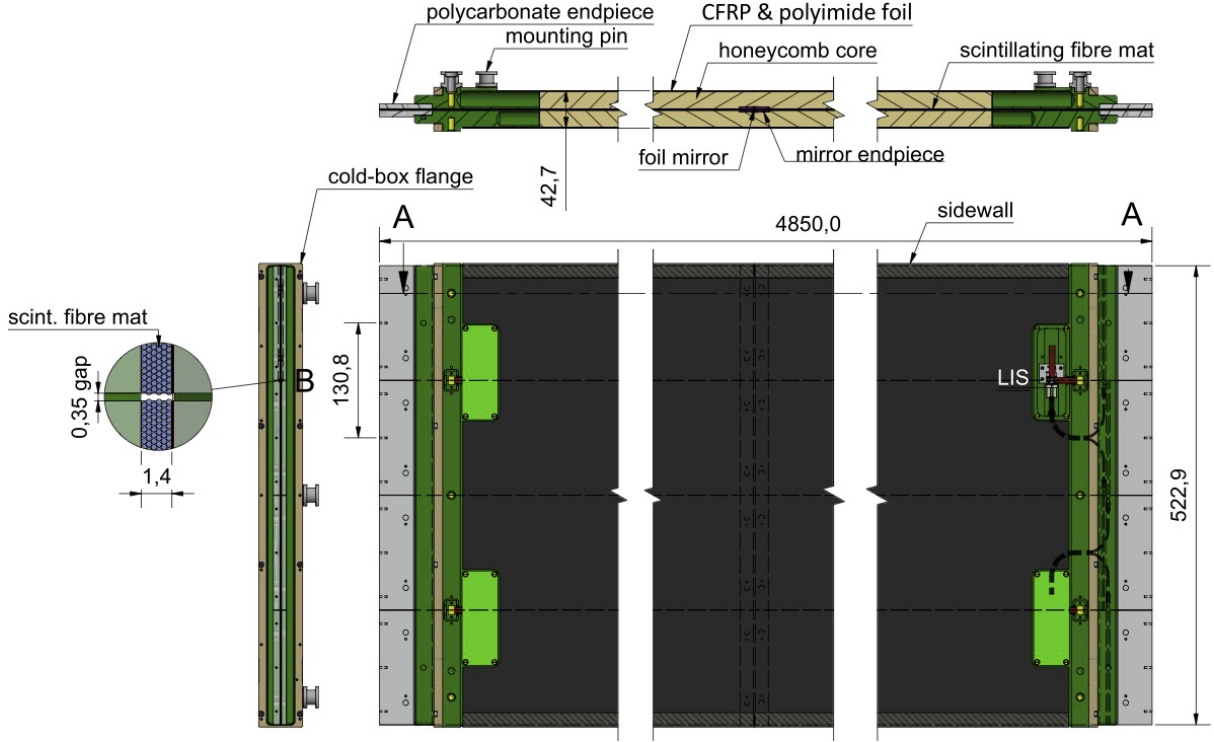 polycarbonate endpiece
mounting pin
CFRP & polyimide foil
honeycomb core
scintillating fibre mat
foil mirror
mirror endpiece
42,7
cold-box flange
A
4850,0
sidewall
A
scint. fibre mat
B
0,35 gap
1,4
130,8
LIS
522,9